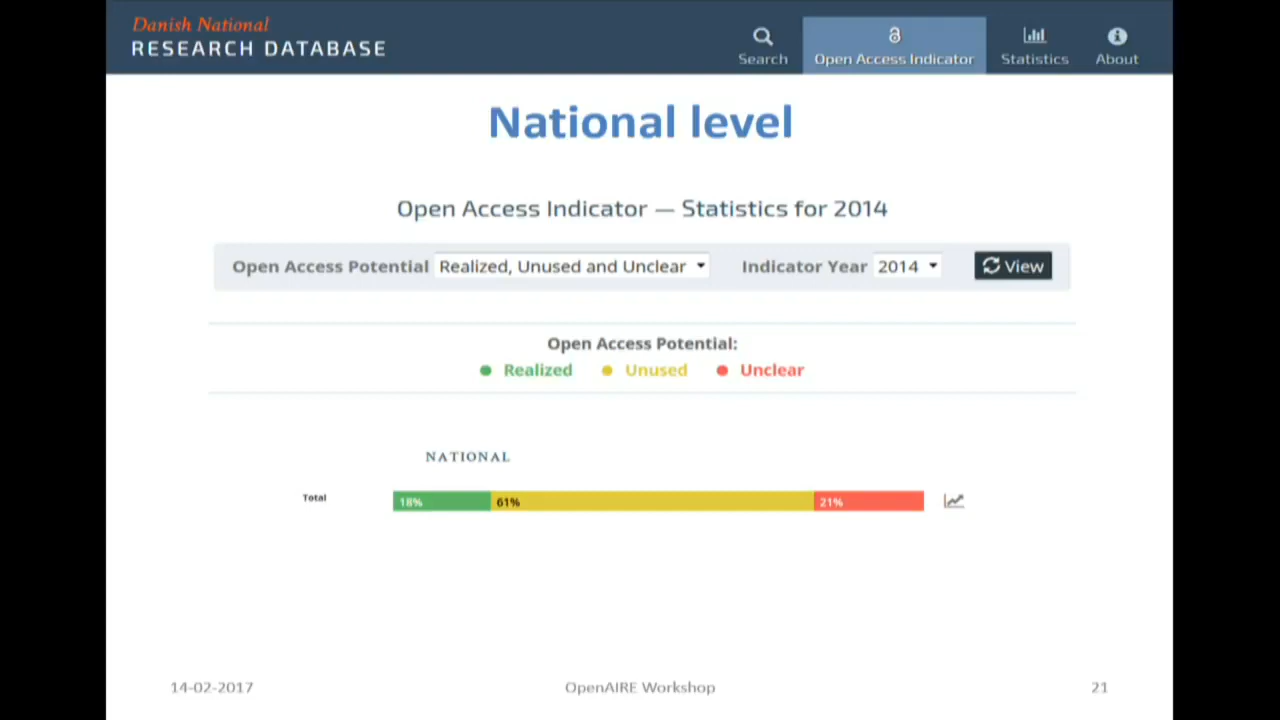 Danish National
RESEARCH DATABASE
Search
Open Access Indicator
Statistics
About
National level
Open Access Indicator — Statistics for 2014
Open Access Potential Realized, Unused and Unclear Indicator Year 2014 View
Open Access Potential:
Realized Unused Unclear
NATIONAL
Total 18% 61% 21%
14-02-2017 OpenAIRE Workshop 21